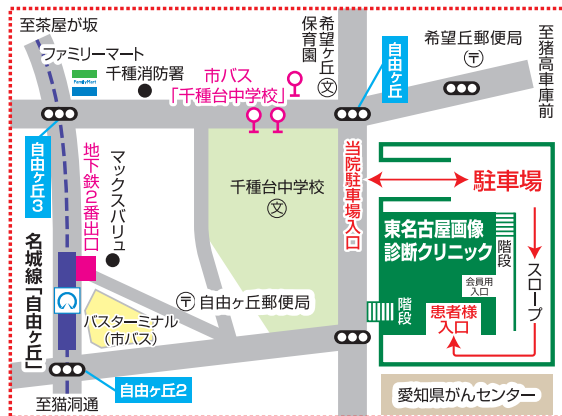 至茶屋が坂
ファミリーマート
FamilyMart
千種消防署
市バス
「千種台中学校」
希望ヶ丘
保育園
文
自由ヶ丘
希望丘郵便局
〒
至猪高車庫前
自由ヶ丘3
地下鉄2番出口
マックスバリュ
千種台中学校
文
当院駐車場入口
駐車場
東名古屋画像
診断クリニック
階段
会員用
入口
スロープ
階段
患者様
入口
名城線「自由ヶ丘」
〒自由ヶ丘郵便局
バスターミナル
(市バス)
自由ヶ丘2
至猫洞通
愛知県がんセンター